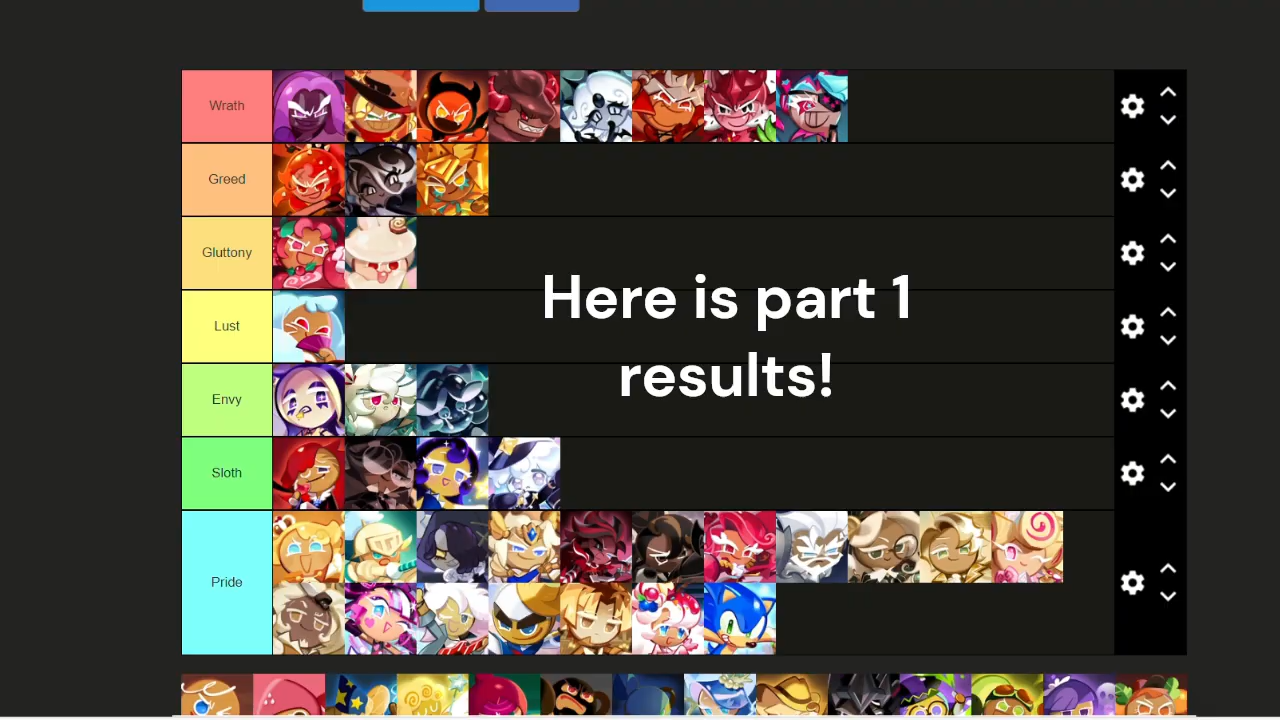 Wrath
Greed
Gluttony
Lust
Envy
Sloth
Pride
Here is part 1
results!